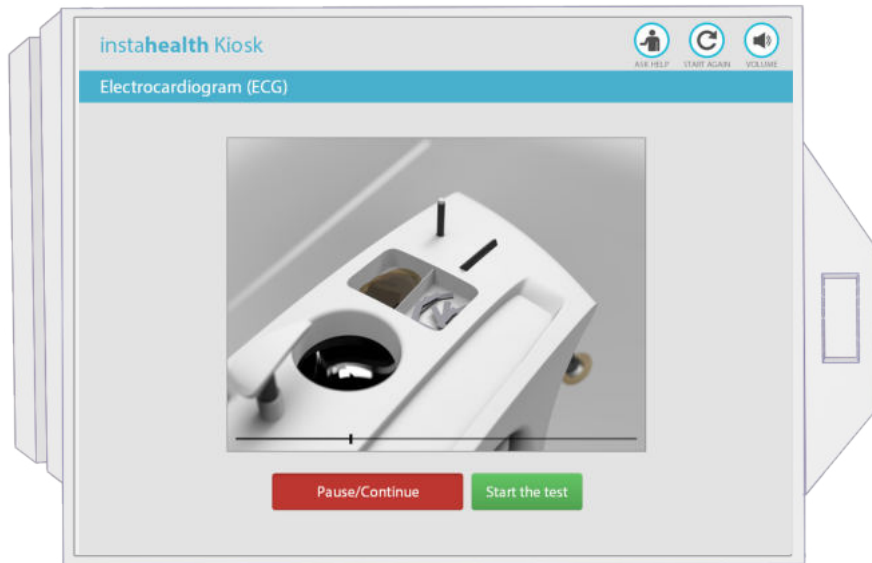 instahealth Kiosk
ASK HELP
START AGAIN
VOLUME
Electrocardiogram (ECG)
Pause/Continue
Start the test